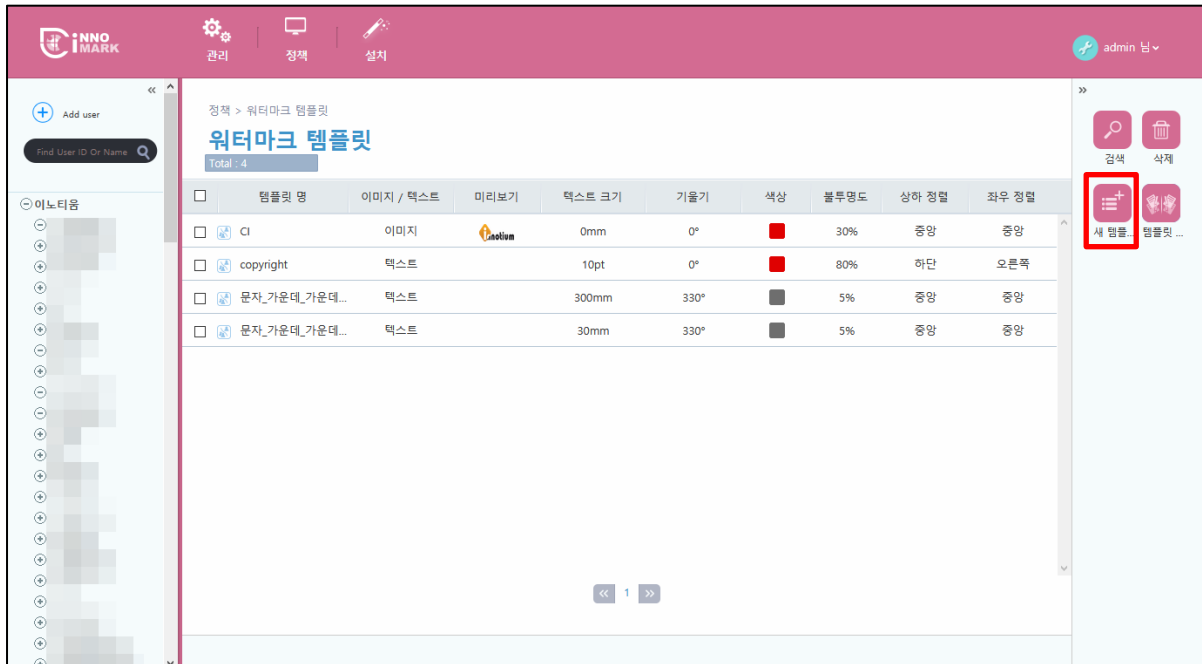 iNNO
MARK
관리
정책
설치
admin 님
Add user
Find User ID Or Name
이노티움
정책 > 워터마크 템플릿
워터마크 템플릿
Total : 4
템플릿 명 이미지 / 텍스트 미리보기 텍스트 크기 기울기 색상 불투명도 상하 정렬 좌우 정렬
CI 이미지 innotium 0mm 0° 30% 중앙 중앙
copyright 텍스트 10pt 0° 80% 하단 오른쪽
문자_가운데_가운데... 텍스트 300mm 330° 5% 중앙 중앙
문자_가운데_가운데... 텍스트 30mm 330° 5% 중앙 중앙
« 1 »
검색 삭제
새 템플... 템플릿 ...